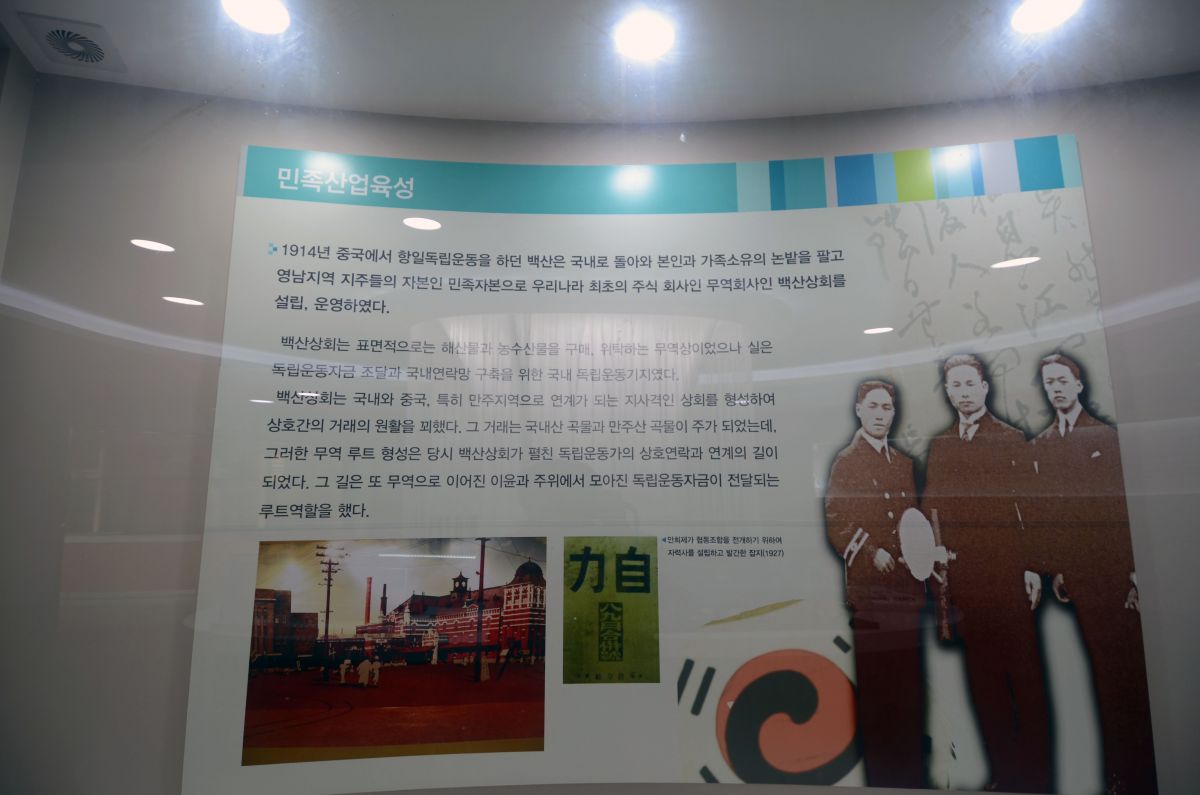 민족산업육성
1914년 중국에서 항일독립운동을 하던 백산은 국내로 돌아와 본인과 가족소유의 논밭을 팔고
영남지역 지주들의 자본인 민족자본으로 우리나라 최초의 주식 회사인 무역회사인 백산상회를
설립, 운영하였다.
백산상회는 표면적으로는 해산물과 농수산물을 구매, 위탁하는 무역상이었으나 실은
독립운동자금 조달과 국내연락망 구축을 위한 국내 독립운동기지였다.
백산상회는 국내와 중국, 특히 만주지역으로 연계가 되는 지사격인 상회를 형성하여
상호간의 거래의 원활을 꾀했다. 그 거래는 국내산 곡물과 만주산 곡물이 주가 되었는데,
그러한 무역 루트 형성은 당시 백산상회가 펼친 독립운동가의 상호연락과 연계의 길이
되었다. 그 길은 또 무역으로 이어진 이윤과 주위에서 모아진 독립운동자금이 전달되는
루트역할을 했다.
안희제가 협동조합을 전개하기 위하여
자력사를 설립하고 발간한 잡지(1927)
力自